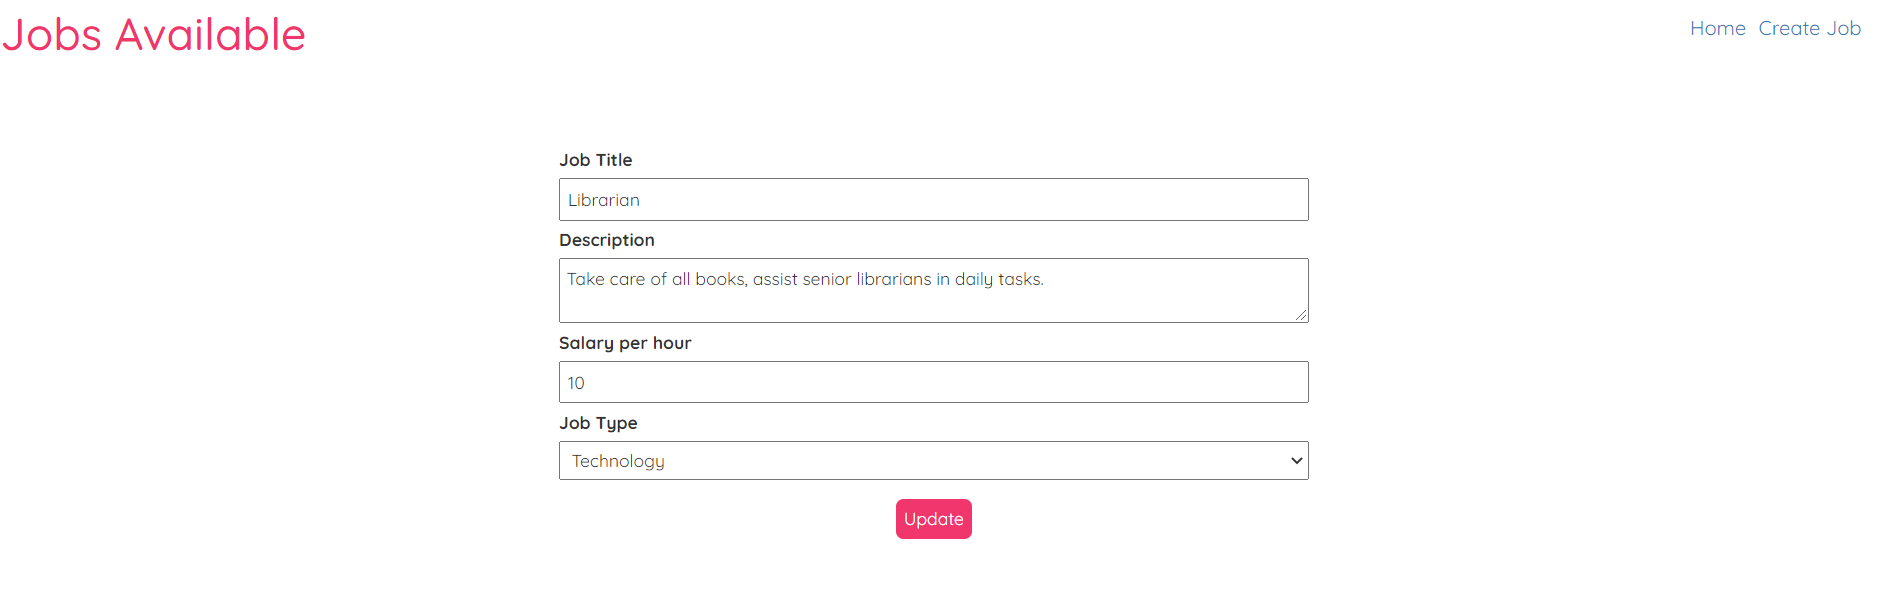 Jobs Available
Home Create Job
Job Title
Librarian
Description
Take care of all books, assist senior librarians in daily tasks.
Salary per hour
10
Job Type
Technology
Update